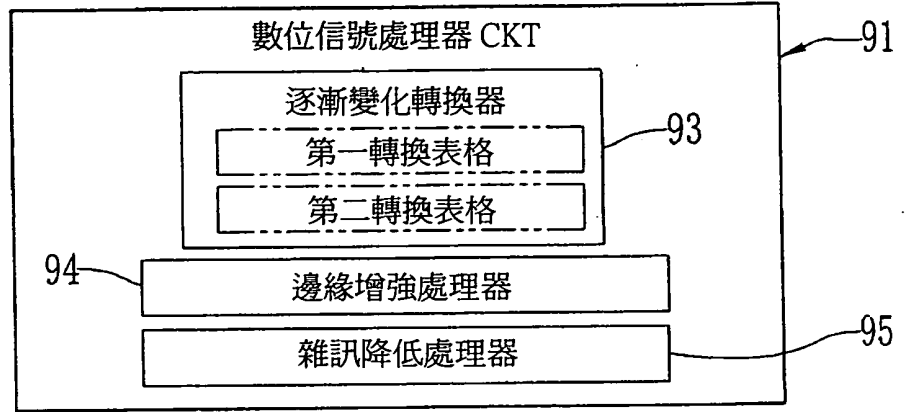 數位信號處理器 CKT
91
逐漸變化轉換器
93
第一轉換表格
第二轉換表格
94
邊緣增強處理器
雜訊降低處理器
95